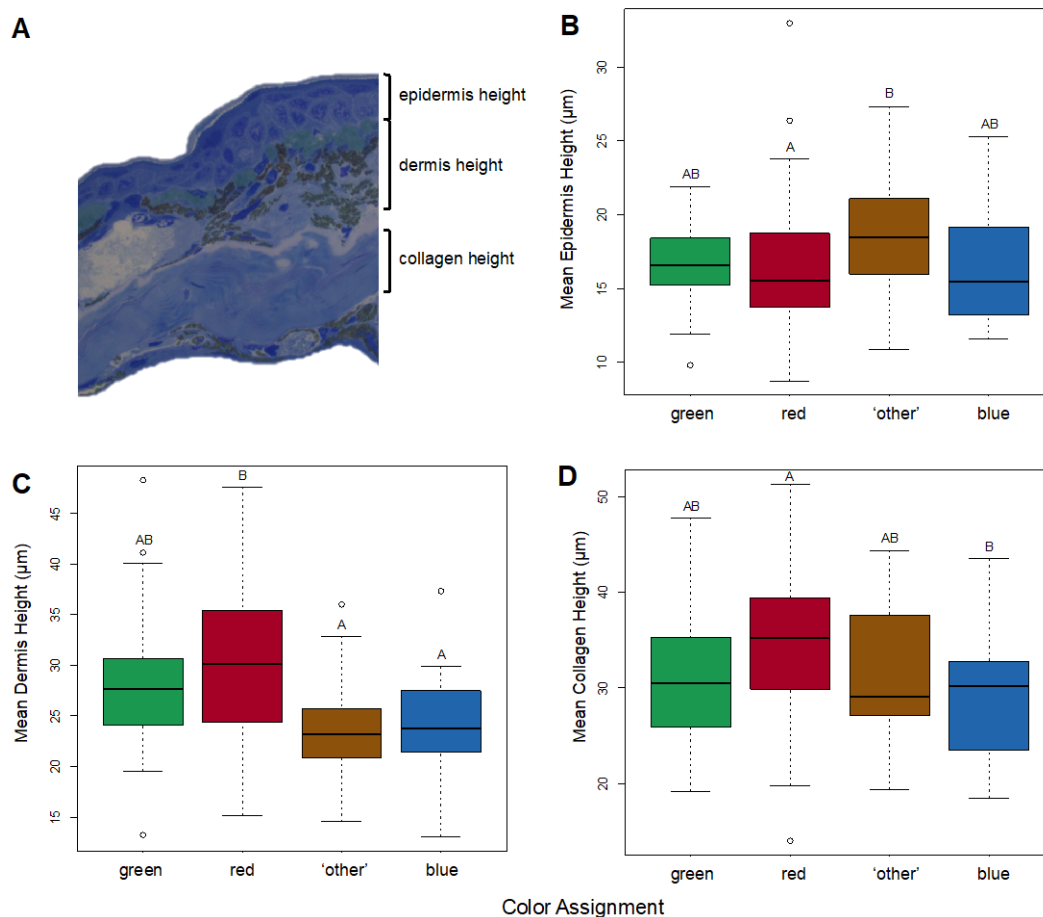 A
epidermis height
dermis height
collagen height
B
Mean Epidermis Height (µm)
30
25
20
15
10
AB
A
B
AB
green red ‘other’ blue
C
Mean Dermis Height (µm)
45
40
35
30
25
20
15
AB
B
A
A
green red ‘other’ blue
D
Mean Collagen Height (µm)
50
40
30
20
AB
A
AB
B
green red ‘other’ blue
Color Assignment